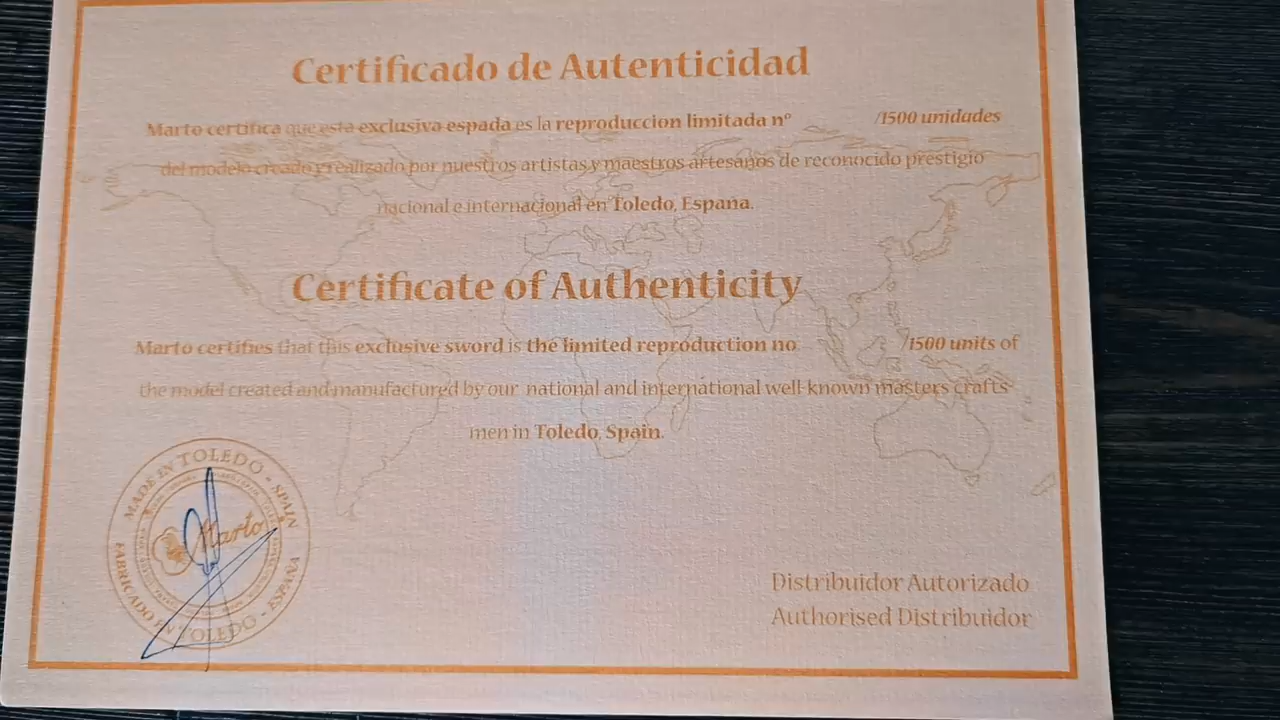 Certificado de Autenticidad
Marto certifica que esta exclusiva espada es la reproduccion limitada nº /1500 unidades
del modelo creado y realizado por nuestros artistas y maestros artesanos de reconocido prestigio
nacional e internacional en Toledo, España.
Certificate of Authenticity
Marto certifies that this exclusive sword is the limited reproduction no /1500 units of
the model created and manufactured by our national and international well-known masters crafts
men in Toledo, Spain.
MADE IN TOLEDO - SPAIN
Marto
FABRICADO EN TOLEDO - ESPAÑA
Distribuidor Autorizado
Authorised Distribuidor